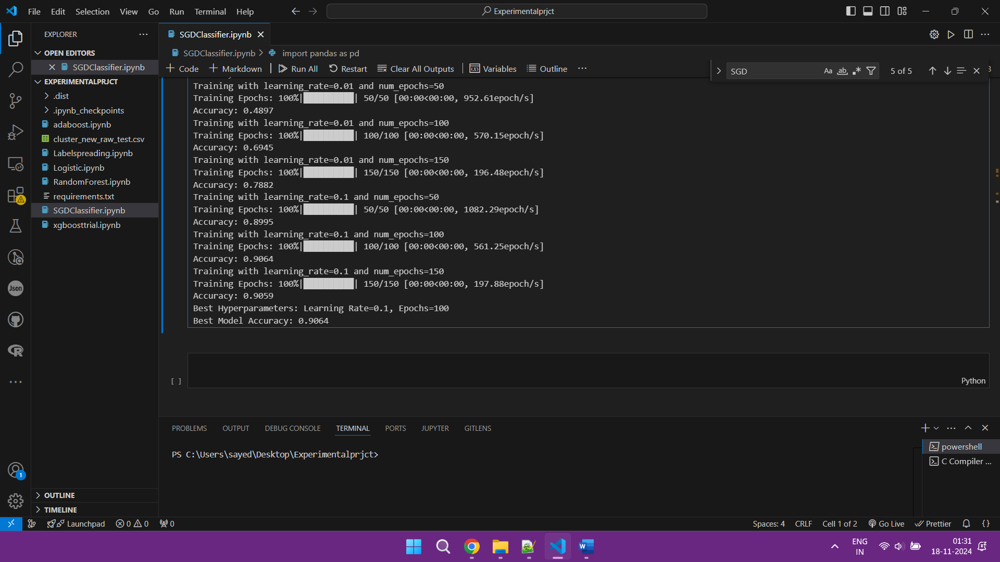 File Edit Selection View Go Run Terminal Help
Experimentalprjct
EXPLORER
OPEN EDITORS
SGDClassifier.ipynb
EXPERIMENTALPRJCT
.dist
.ipynb_checkpoints
adaboost.ipynb
cluster_new_raw_test.csv
Labelspreading.ipynb
Logistic.ipynb
RandomForest.ipynb
requirements.txt
SGDClassifier.ipynb
xgboosttrial.ipynb
OUTLINE
TIMELINE
Json
R
1
SGDClassifier.ipynb
SGDClassifier.ipynb > import pandas as pd
+ Code + Markdown Run All Restart Clear All Outputs Variables Outline ...
SGD Aa ab 5 of 5
Training with learning_rate=0.01 and num_epochs=50
Training Epochs: 100%|██████████| 50/50 [00:00<00:00, 952.61epoch/s]
Accuracy: 0.4897
Training with learning_rate=0.01 and num_epochs=100
Training Epochs: 100%|██████████| 100/100 [00:00<00:00, 570.15epoch/s]
Accuracy: 0.6945
Training with learning_rate=0.01 and num_epochs=150
Training Epochs: 100%|██████████| 150/150 [00:00<00:00, 196.48epoch/s]
Accuracy: 0.7882
Training with learning_rate=0.1 and num_epochs=50
Training Epochs: 100%|██████████| 50/50 [00:00<00:00, 1082.29epoch/s]
Accuracy: 0.8995
Training with learning_rate=0.1 and num_epochs=100
Training Epochs: 100%|██████████| 100/100 [00:00<00:00, 561.25epoch/s]
Accuracy: 0.9064
Training with learning_rate=0.1 and num_epochs=150
Training Epochs: 100%|██████████| 150/150 [00:00<00:00, 197.88epoch/s]
Accuracy: 0.9059
Best Hyperparameters: Learning Rate=0.1, Epochs=100
Best Model Accuracy: 0.9064
[ ]
Python
PROBLEMS OUTPUT DEBUG CONSOLE TERMINAL PORTS JUPYTER GITLENS
PS C:\Users\sayed\Desktop\Experimentalprjct>
powershell
C Compiler ...
Launchpad 0 0 0
Spaces: 4 CRLF Cell 1 of 2 Go Live Prettier {}
W
ENG
IN
01:31
18-11-2024